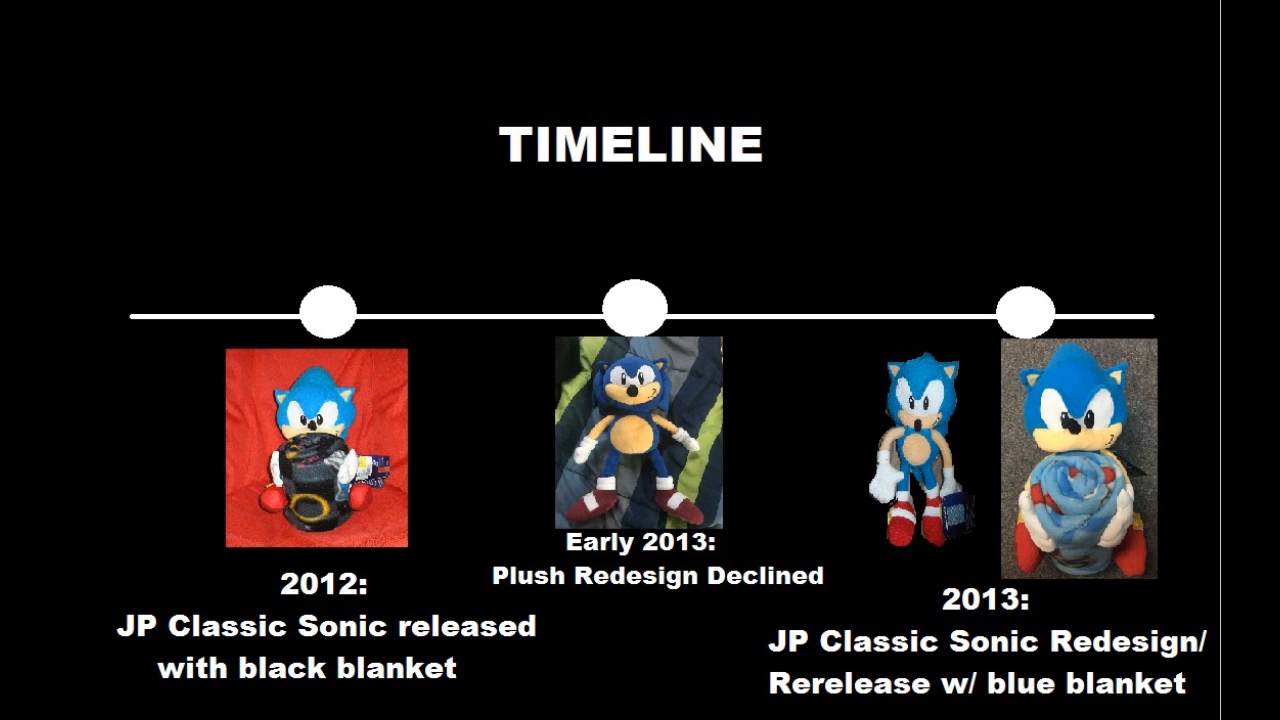 TIMELINE
2012:
JP Classic Sonic released
with black blanket
Early 2013:
Plush Redesign Declined
2013:
JP Classic Sonic Redesign/
Rerelease w/ blue blanket